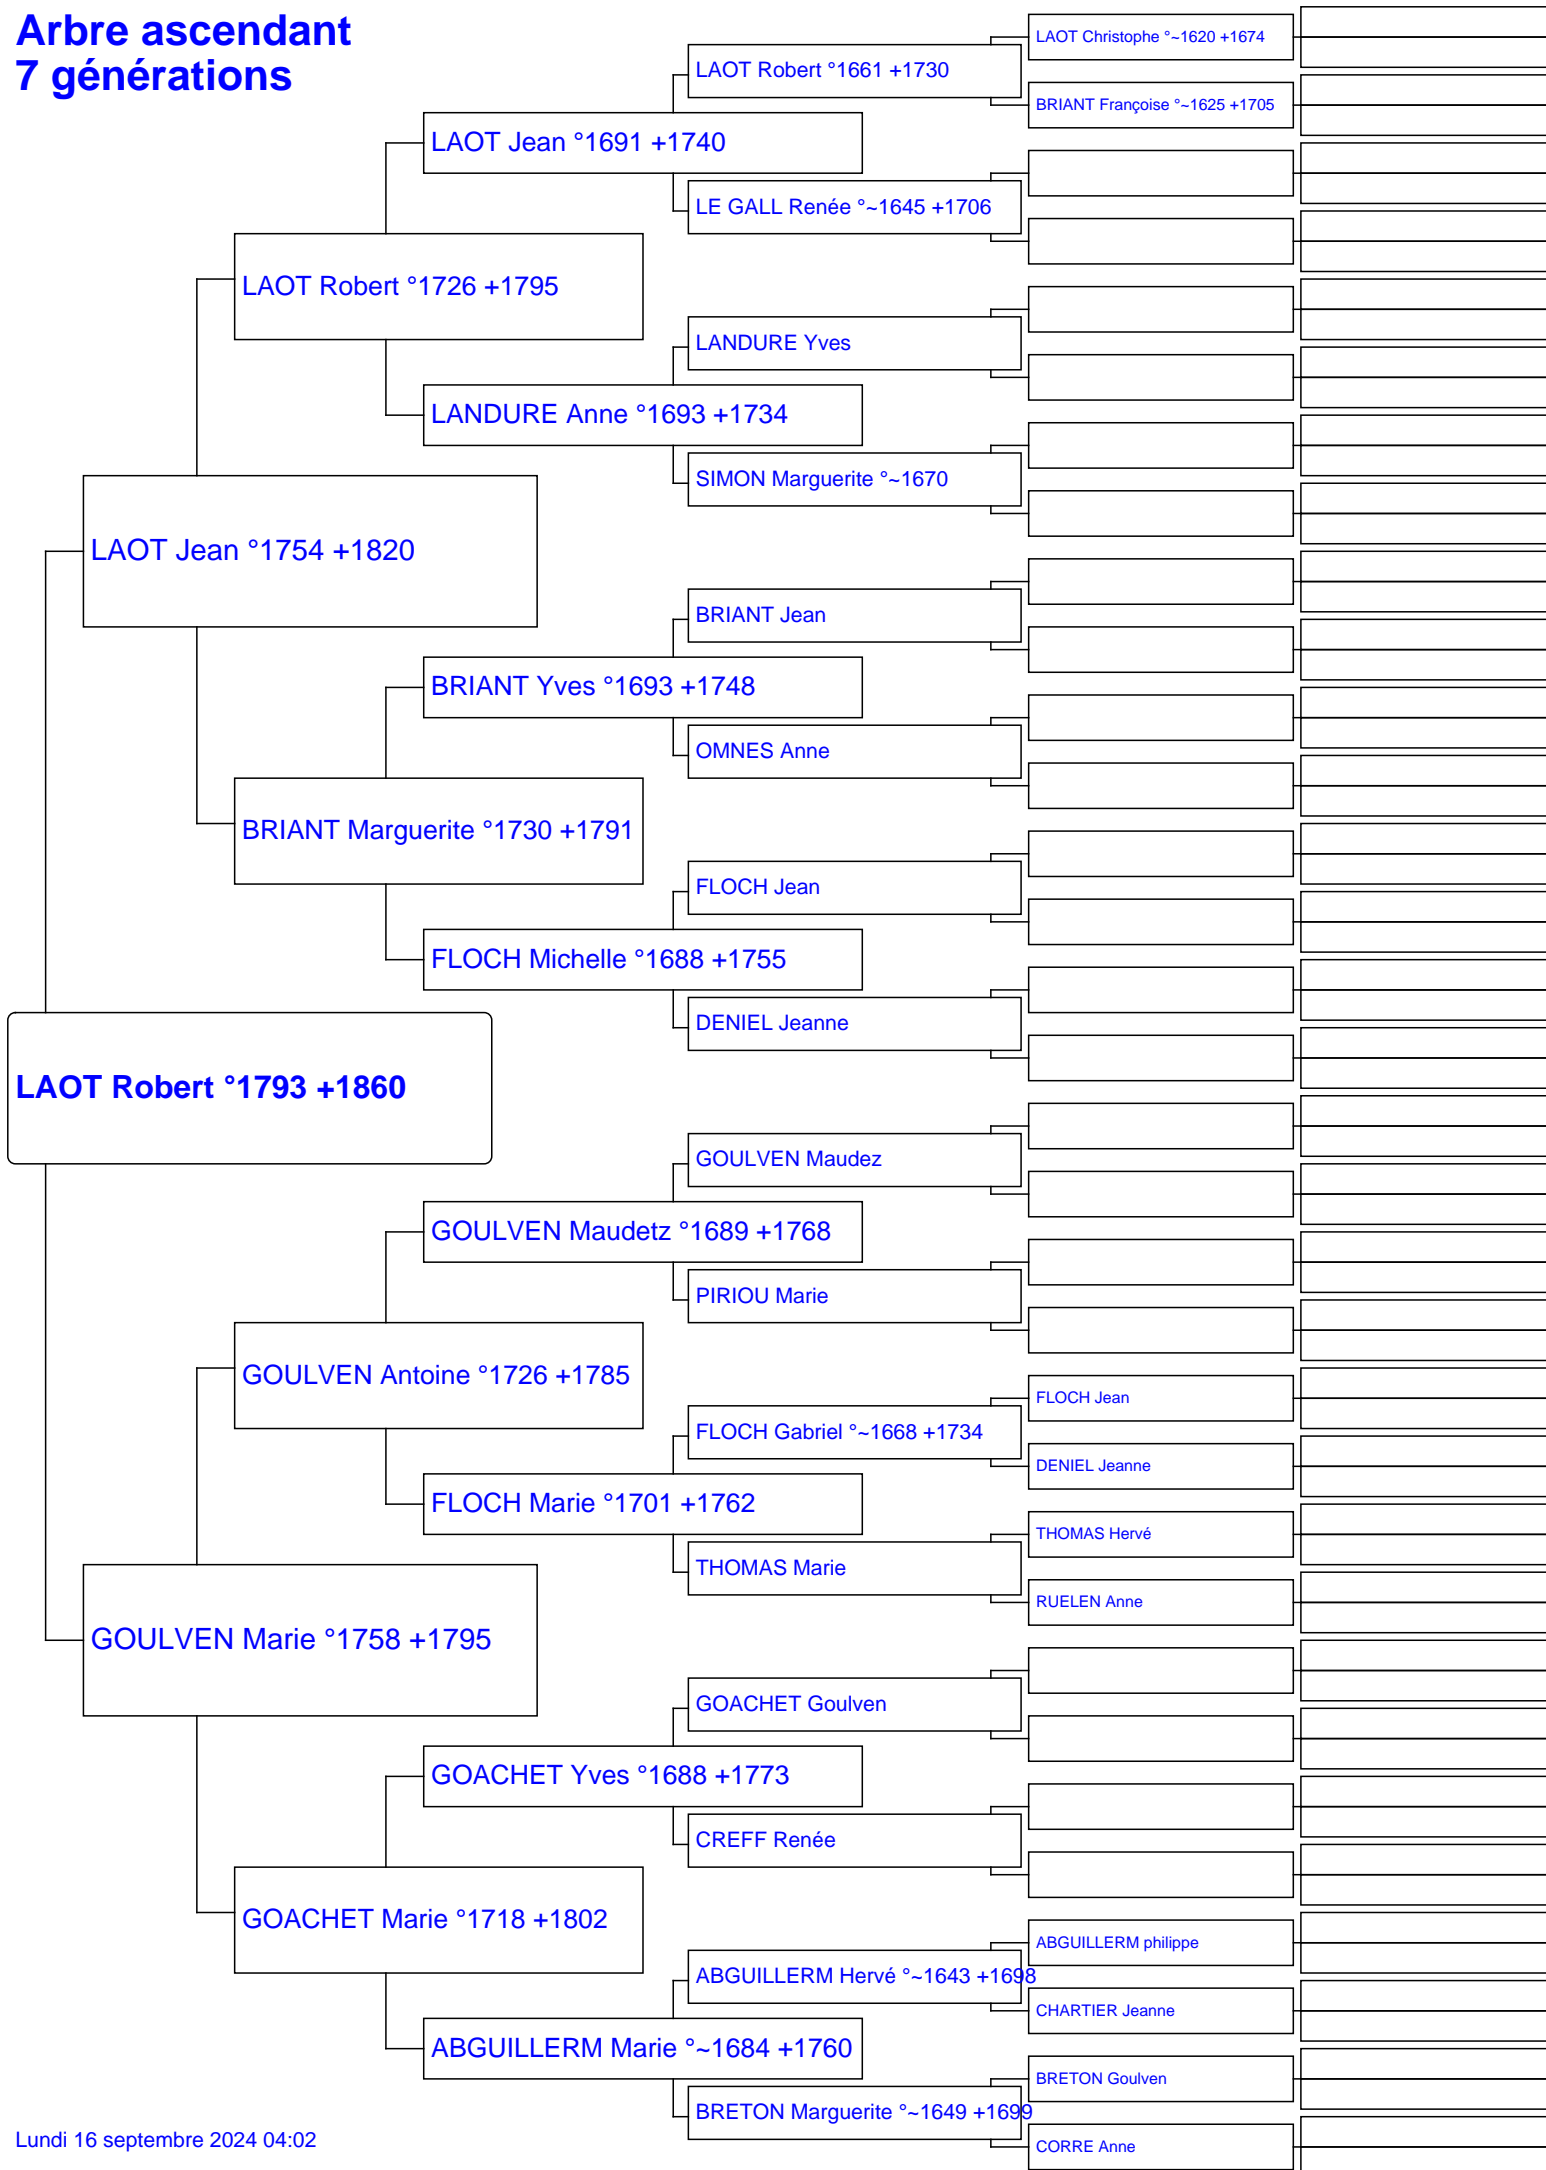 Arbre ascendant
7 générations
LAOT Christophe °~1620 +1674
LAOT Robert °1661 +1730
BRIANT Françoise °~1625 +1705
LAOT Jean °1691 +1740
LE GALL Renée °~1645 +1706
LAOT Robert °1726 +1795
LANDURE Yves
LANDURE Anne °1693 +1734
SIMON Marguerite °~1670
LAOT Jean °1754 +1820
BRIANT Jean
BRIANT Yves °1693 +1748
OMNES Anne
BRIANT Marguerite °1730 +1791
FLOCH Jean
FLOCH Michelle °1688 +1755
DENIEL Jeanne
LAOT Robert °1793 +1860
GOULVEN Maudez
GOULVEN Maudetz °1689 +1768
PIRIOU Marie
GOULVEN Antoine °1726 +1785
FLOCH Jean
FLOCH Gabriel °~1668 +1734
DENIEL Jeanne
FLOCH Marie °1701 +1762
THOMAS Hervé
THOMAS Marie
RUELEN Anne
GOULVEN Marie °1758 +1795
GOACHET Goulven
GOACHET Yves °1688 +1773
CREFF Renée
GOACHET Marie °1718 +1802
ABGUILLERM philippe
ABGUILLERM Hervé °~1643 +1698
CHARTIER Jeanne
ABGUILLERM Marie °~1684 +1760
BRETON Goulven
BRETON Marguerite °~1649 +1699
CORRE Anne
Lundi 16 septembre 2024 04:02